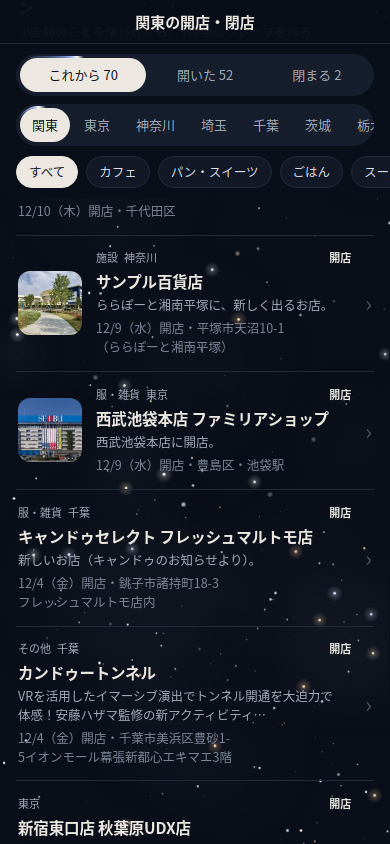 関東の開店・閉店
これから 70
開いた 52
閉まる 2
関東
東京
神奈川
埼玉
千葉
茨城
すべて
カフェ
パン・スイーツ
ごはん
スー
12/10（木）開店・千代田区
施設 神奈川
開店
サンプル百貨店
ららぽーと湘南平塚に、新しく出るお店。
12/9（水）開店・平塚市天沼10-1
（ららぽーと湘南平塚）
服・雑貨 東京
開店
西武池袋本店 ファミリアショップ
西武池袋本店に開店。
12/9（水）開店・豊島区・池袋駅
服・雑貨 千葉
開店
キャンドゥセレクト フレッシュマルトモ店
新しいお店（キャンドゥのお知らせより）。
12/4（金）開店・銚子市諸持町18-3
フレッシュマルトモ店内
その他 千葉
開店
カンドゥートンネル
VRを活用したイマーシブ演出でトンネル開通を大迫力で
体感！安藤ハザマ監修の新アクティビティ…
12/4（金）開店・千葉市美浜区豊砂1-
5イオンモール幕張新都心エキマエ3階
東京
開店
新宿東口店 秋葉原UDX店